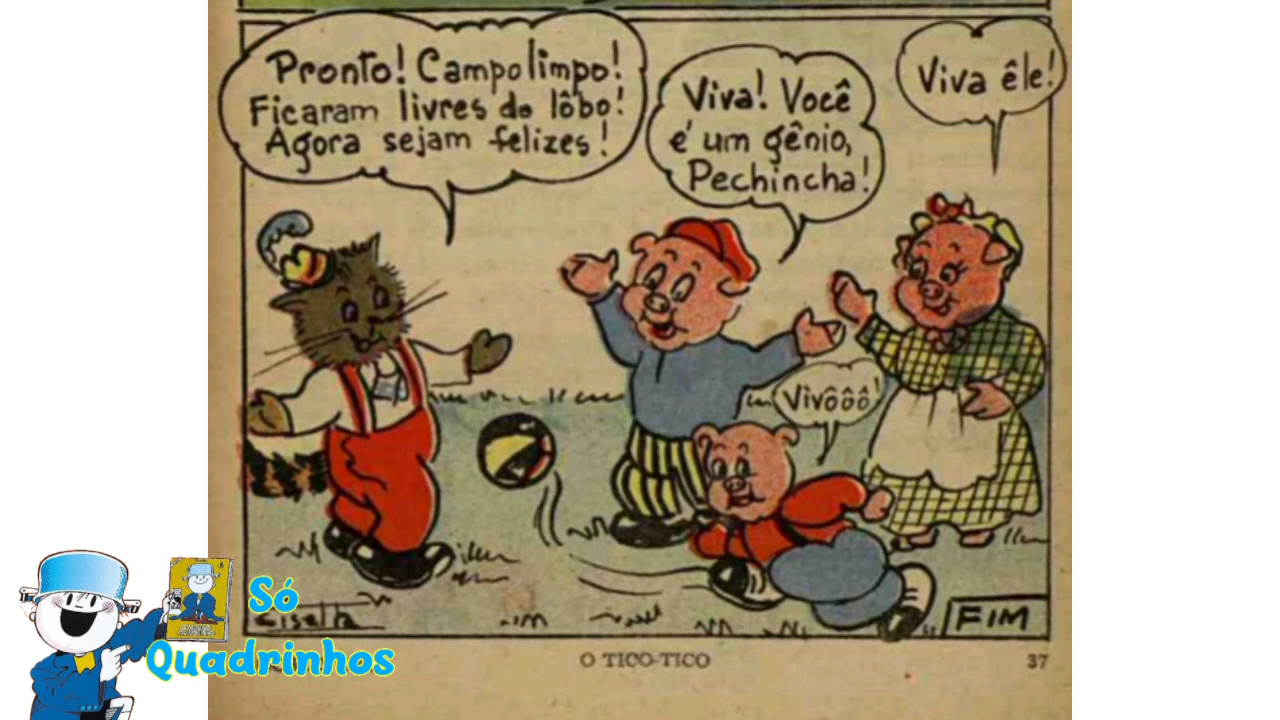 Pronto! Campo limpo!
Ficaram livres do lôbo!
Agora sejam felizes!
Viva! Você
é um gênio,
Pechincha!
Viva êle!
Vivôôô!
FIM
O TICO-TICO
37
Só
Quadrinhos